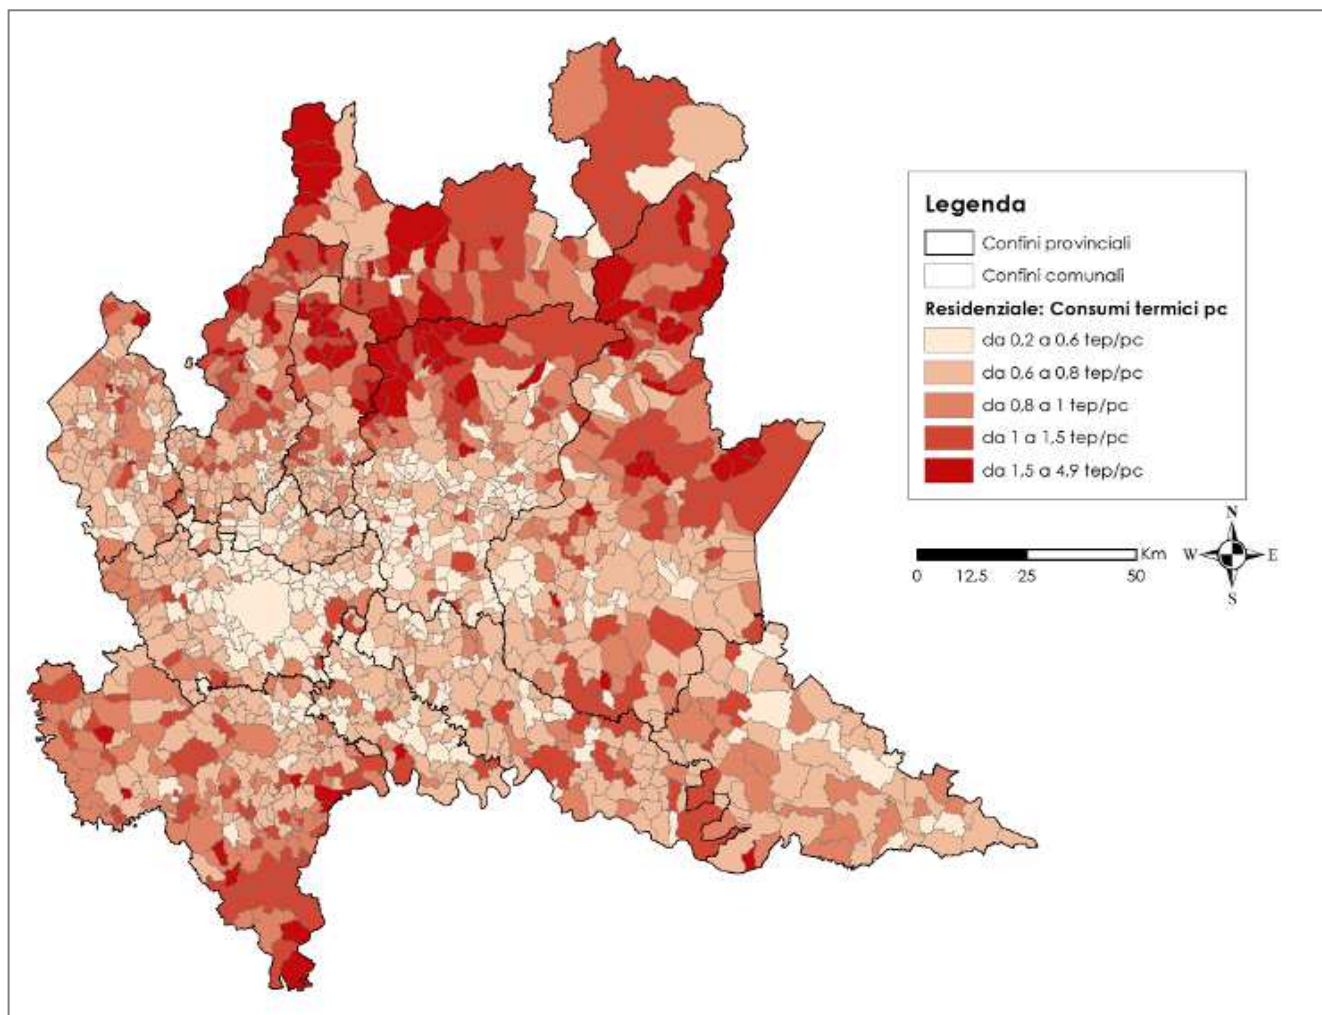 Legenda
Confini provinciali
Confini comunali
Residenziale: Consumi termici pc
da 0,2 a 0,6 tep/pc
da 0,6 a 0,8 tep/pc
da 0,8 a 1 tep/pc
da 1 a 1,5 tep/pc
da 1,5 a 4,9 tep/pc
N
W E
S
Km
0 12,5 25 50